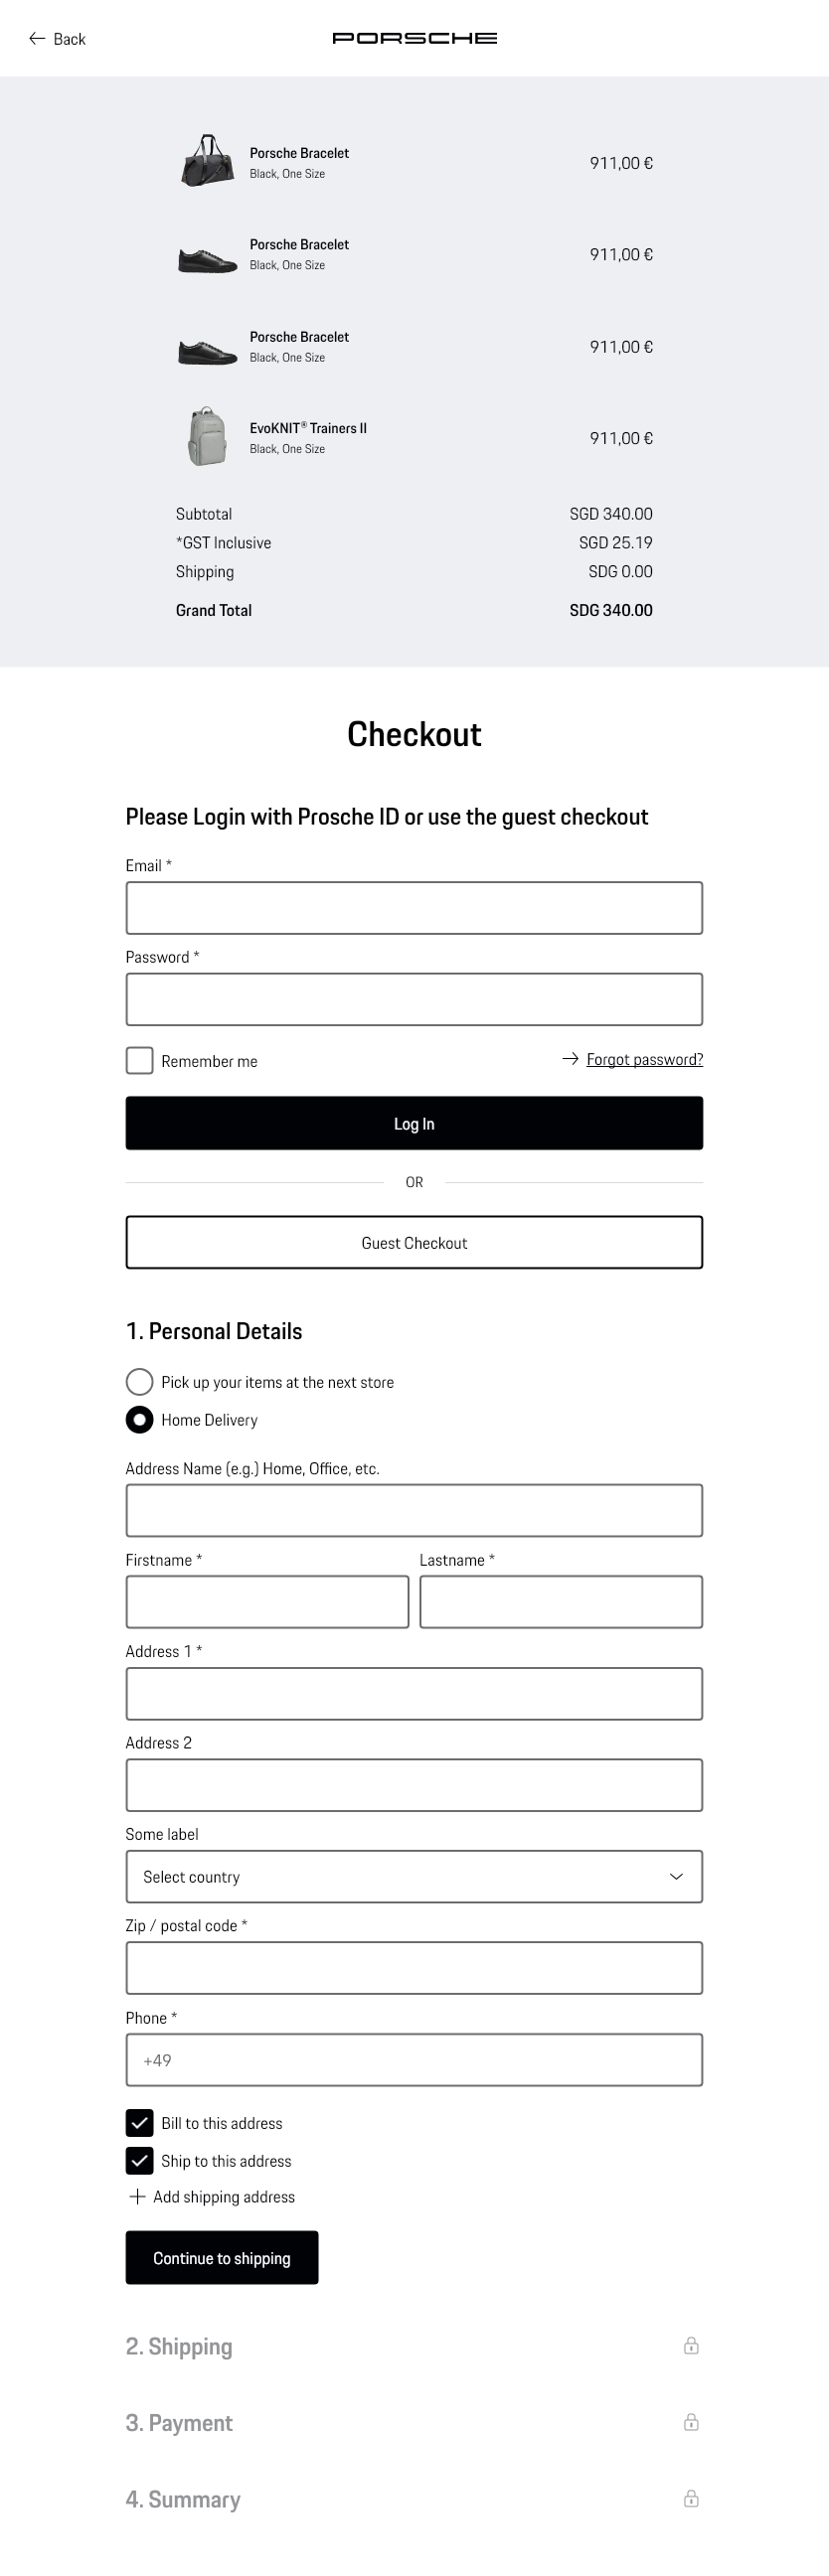 Back
PORSCHE
Porsche Bracelet
Black, One Size
911,00 €
Porsche Bracelet
Black, One Size
911,00 €
Porsche Bracelet
Black, One Size
911,00 €
EvoKNIT® Trainers II
Black, One Size
911,00 €
Subtotal SGD 340.00
*GST Inclusive SGD 25.19
Shipping SDG 0.00
Grand Total SDG 340.00
Checkout
Please Login with Prosche ID or use the guest checkout
Email *
Password *
Remember me
Forgot password?
Log In
OR
Guest Checkout
1. Personal Details
Pick up your items at the next store
Home Delivery
Address Name (e.g.) Home, Office, etc.
Firstname * Lastname *
Address 1 *
Address 2
Some label
Select country
Zip / postal code *
Phone *
+49
Bill to this address
Ship to this address
Add shipping address
Continue to shipping
2. Shipping
3. Payment
4. Summary